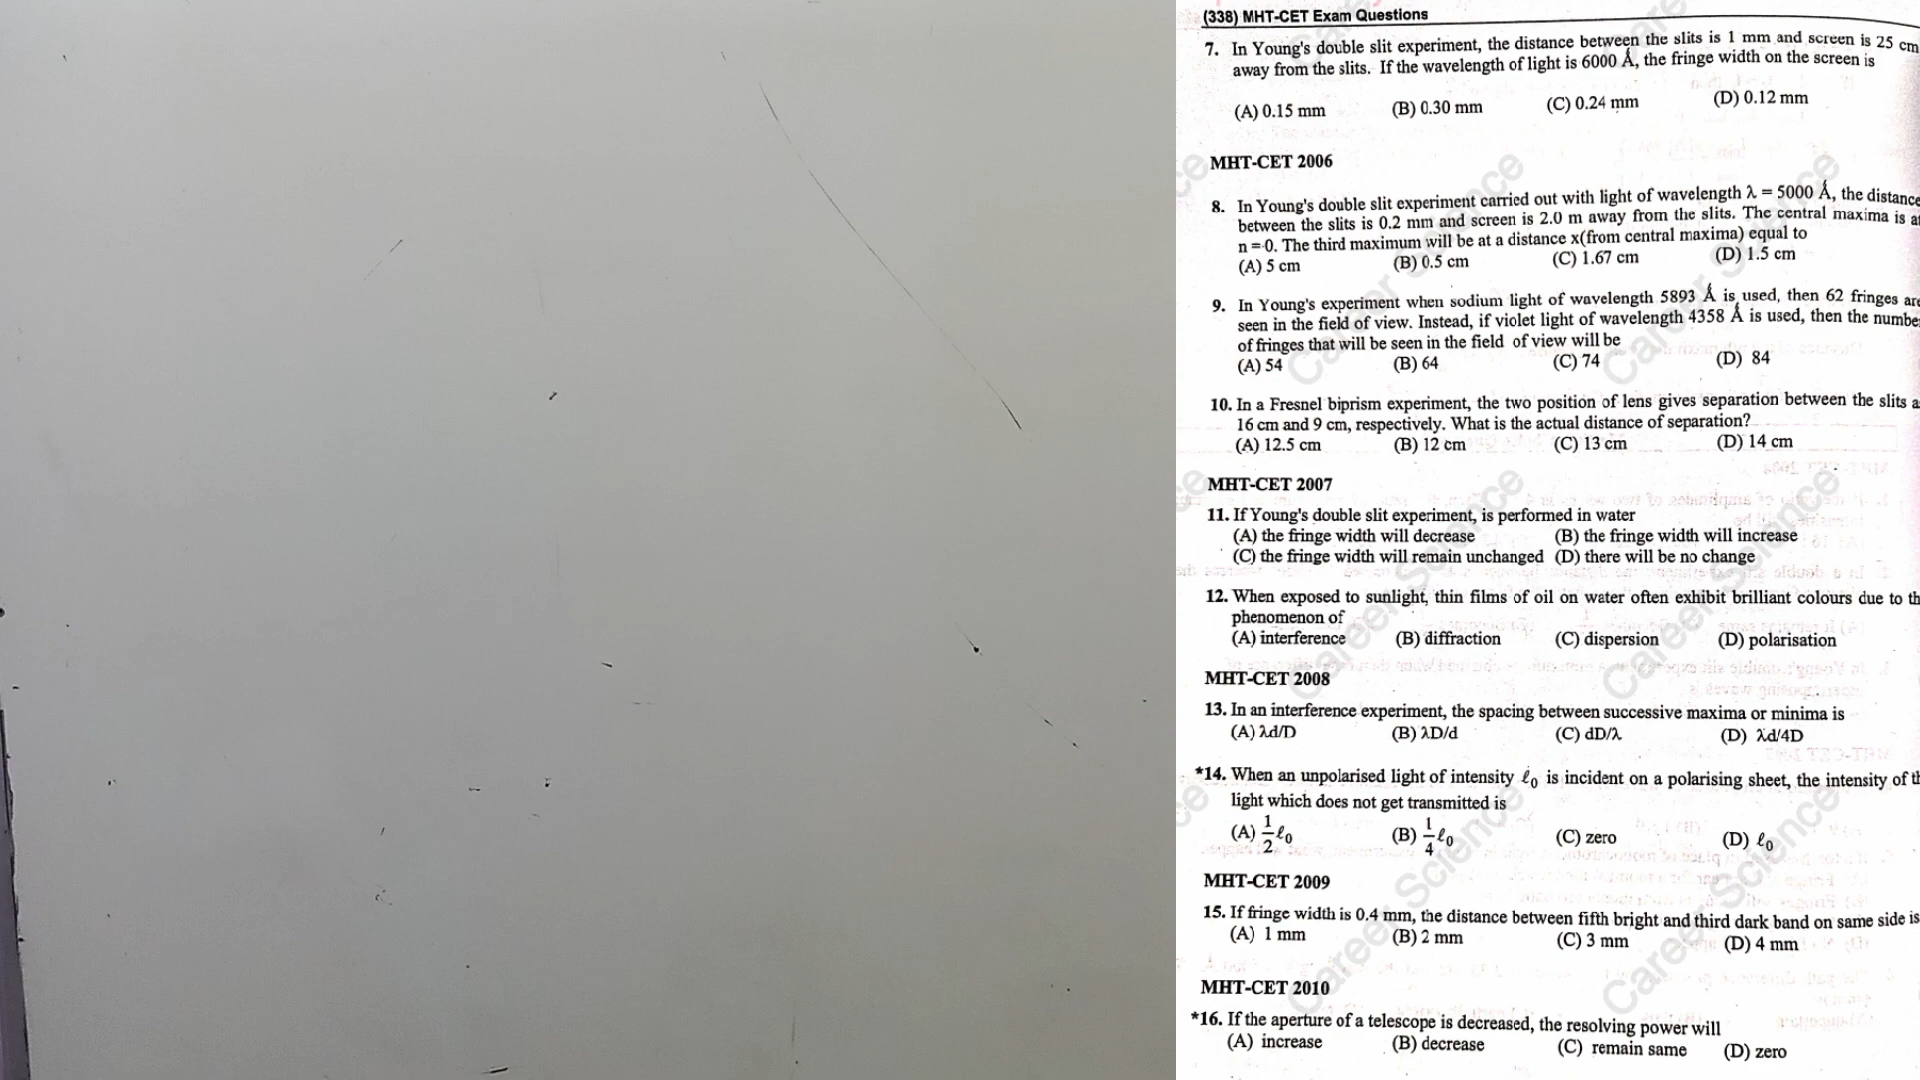 (338) MHT-CET Exam Questions
7. In Young's double slit experiment, the distance between the slits is 1 mm and screen is 25 cm
away from the slits. If the wavelength of light is 6000 Å, the fringe width on the screen is
(A) 0.15 mm (B) 0.30 mm (C) 0.24 mm (D) 0.12 mm
MHT-CET 2006
8. In Young's double slit experiment carried out with light of wavelength λ = 5000 Å, the distance
between the slits is 0.2 mm and screen is 2.0 m away from the slits. The central maxima is at
n = 0. The third maximum will be at a distance x(from central maxima) equal to
(A) 5 cm (B) 0.5 cm (C) 1.67 cm (D) 1.5 cm
9. In Young's experiment when sodium light of wavelength 5893 Å is used, then 62 fringes are
seen in the field of view. Instead, if violet light of wavelength 4358 Å is used, then the number
of fringes that will be seen in the field of view will be
(A) 54 (B) 64 (C) 74 (D) 84
10. In a Fresnel biprism experiment, the two position of lens gives separation between the slits as
16 cm and 9 cm, respectively. What is the actual distance of separation?
(A) 12.5 cm (B) 12 cm (C) 13 cm (D) 14 cm
MHT-CET 2007
11. If Young's double slit experiment, is performed in water
(A) the fringe width will decrease (B) the fringe width will increase
(C) the fringe width will remain unchanged (D) there will be no change
12. When exposed to sunlight, thin films of oil on water often exhibit brilliant colours due to th
phenomenon of
(A) interference (B) diffraction (C) dispersion (D) polarisation
MHT-CET 2008
13. In an interference experiment, the spacing between successive maxima or minima is
(A) λd/D (B) λD/d (C) dD/λ (D) λd/4D
*14. When an unpolarised light of intensity ℓ₀ is incident on a polarising sheet, the intensity of th
light which does not get transmitted is
(A) 1/2 ℓ₀ (B) 1/4 ℓ₀ (C) zero (D) ℓ₀
MHT-CET 2009
15. If fringe width is 0.4 mm, the distance between fifth bright and third dark band on same side is
(A) 1 mm (B) 2 mm (C) 3 mm (D) 4 mm
MHT-CET 2010
*16. If the aperture of a telescope is decreased, the resolving power will
(A) increase (B) decrease (C) remain same (D) zero
Career Science